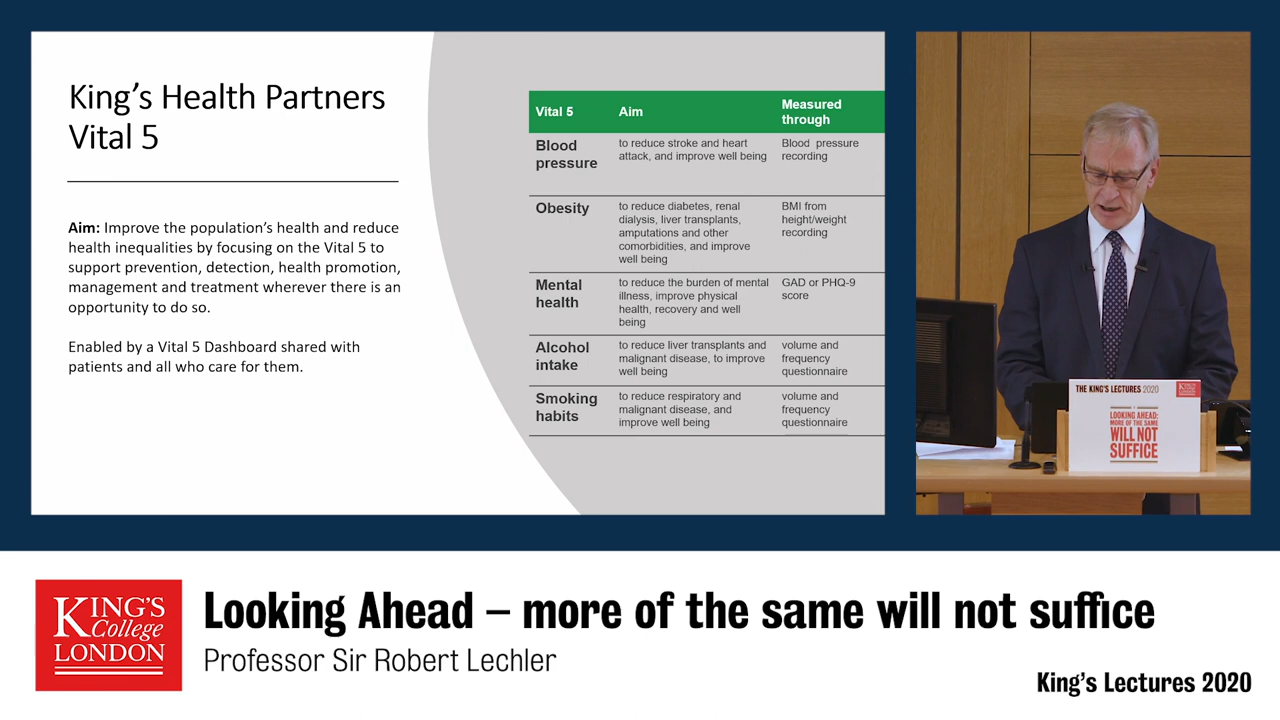 King's Health Partners
Vital 5
Aim: Improve the population's health and reduce
health inequalities by focusing on the Vital 5 to
support prevention, detection, health promotion,
management and treatment wherever there is an
opportunity to do so.
Enabled by a Vital 5 Dashboard shared with
patients and all who care for them.
Vital 5 Aim Measured
through
Blood
pressure
to reduce stroke and heart
attack, and improve well being
Blood pressure
recording
Obesity
to reduce diabetes, renal
dialysis, liver transplants,
amputations and other
comorbidities, and improve
well being
BMI from
height/weight
recording
Mental
health
to reduce the burden of mental
illness, improve physical
health, recovery and well
being
GAD or PHQ-9
score
Alcohol
intake
to reduce liver transplants and
malignant disease, to improve
well being
volume and
frequency
questionnaire
Smoking
habits
to reduce respiratory and
malignant disease, and
improve well being
volume and
frequency
questionnaire
THE KING'S LECTURES 2020
LOOKING AHEAD:
MORE OF THE SAME
WILL NOT
SUFFICE
KING'S
College
LONDON
Looking Ahead – more of the same will not suffice
Professor Sir Robert Lechler
King's Lectures 2020